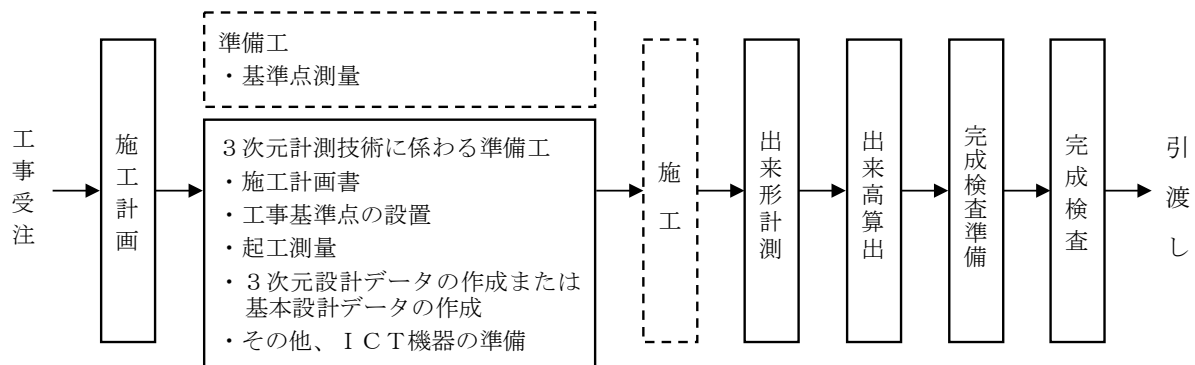 工事受注
施工計画
準備工
・基準点測量
３次元計測技術に係わる準備工
・施工計画書
・工事基準点の設置
・起工測量
・３次元設計データの作成または
基本設計データの作成
・その他、ＩＣＴ機器の準備
施工
出来形計測
出来高算出
完成検査準備
完成検査
引渡し